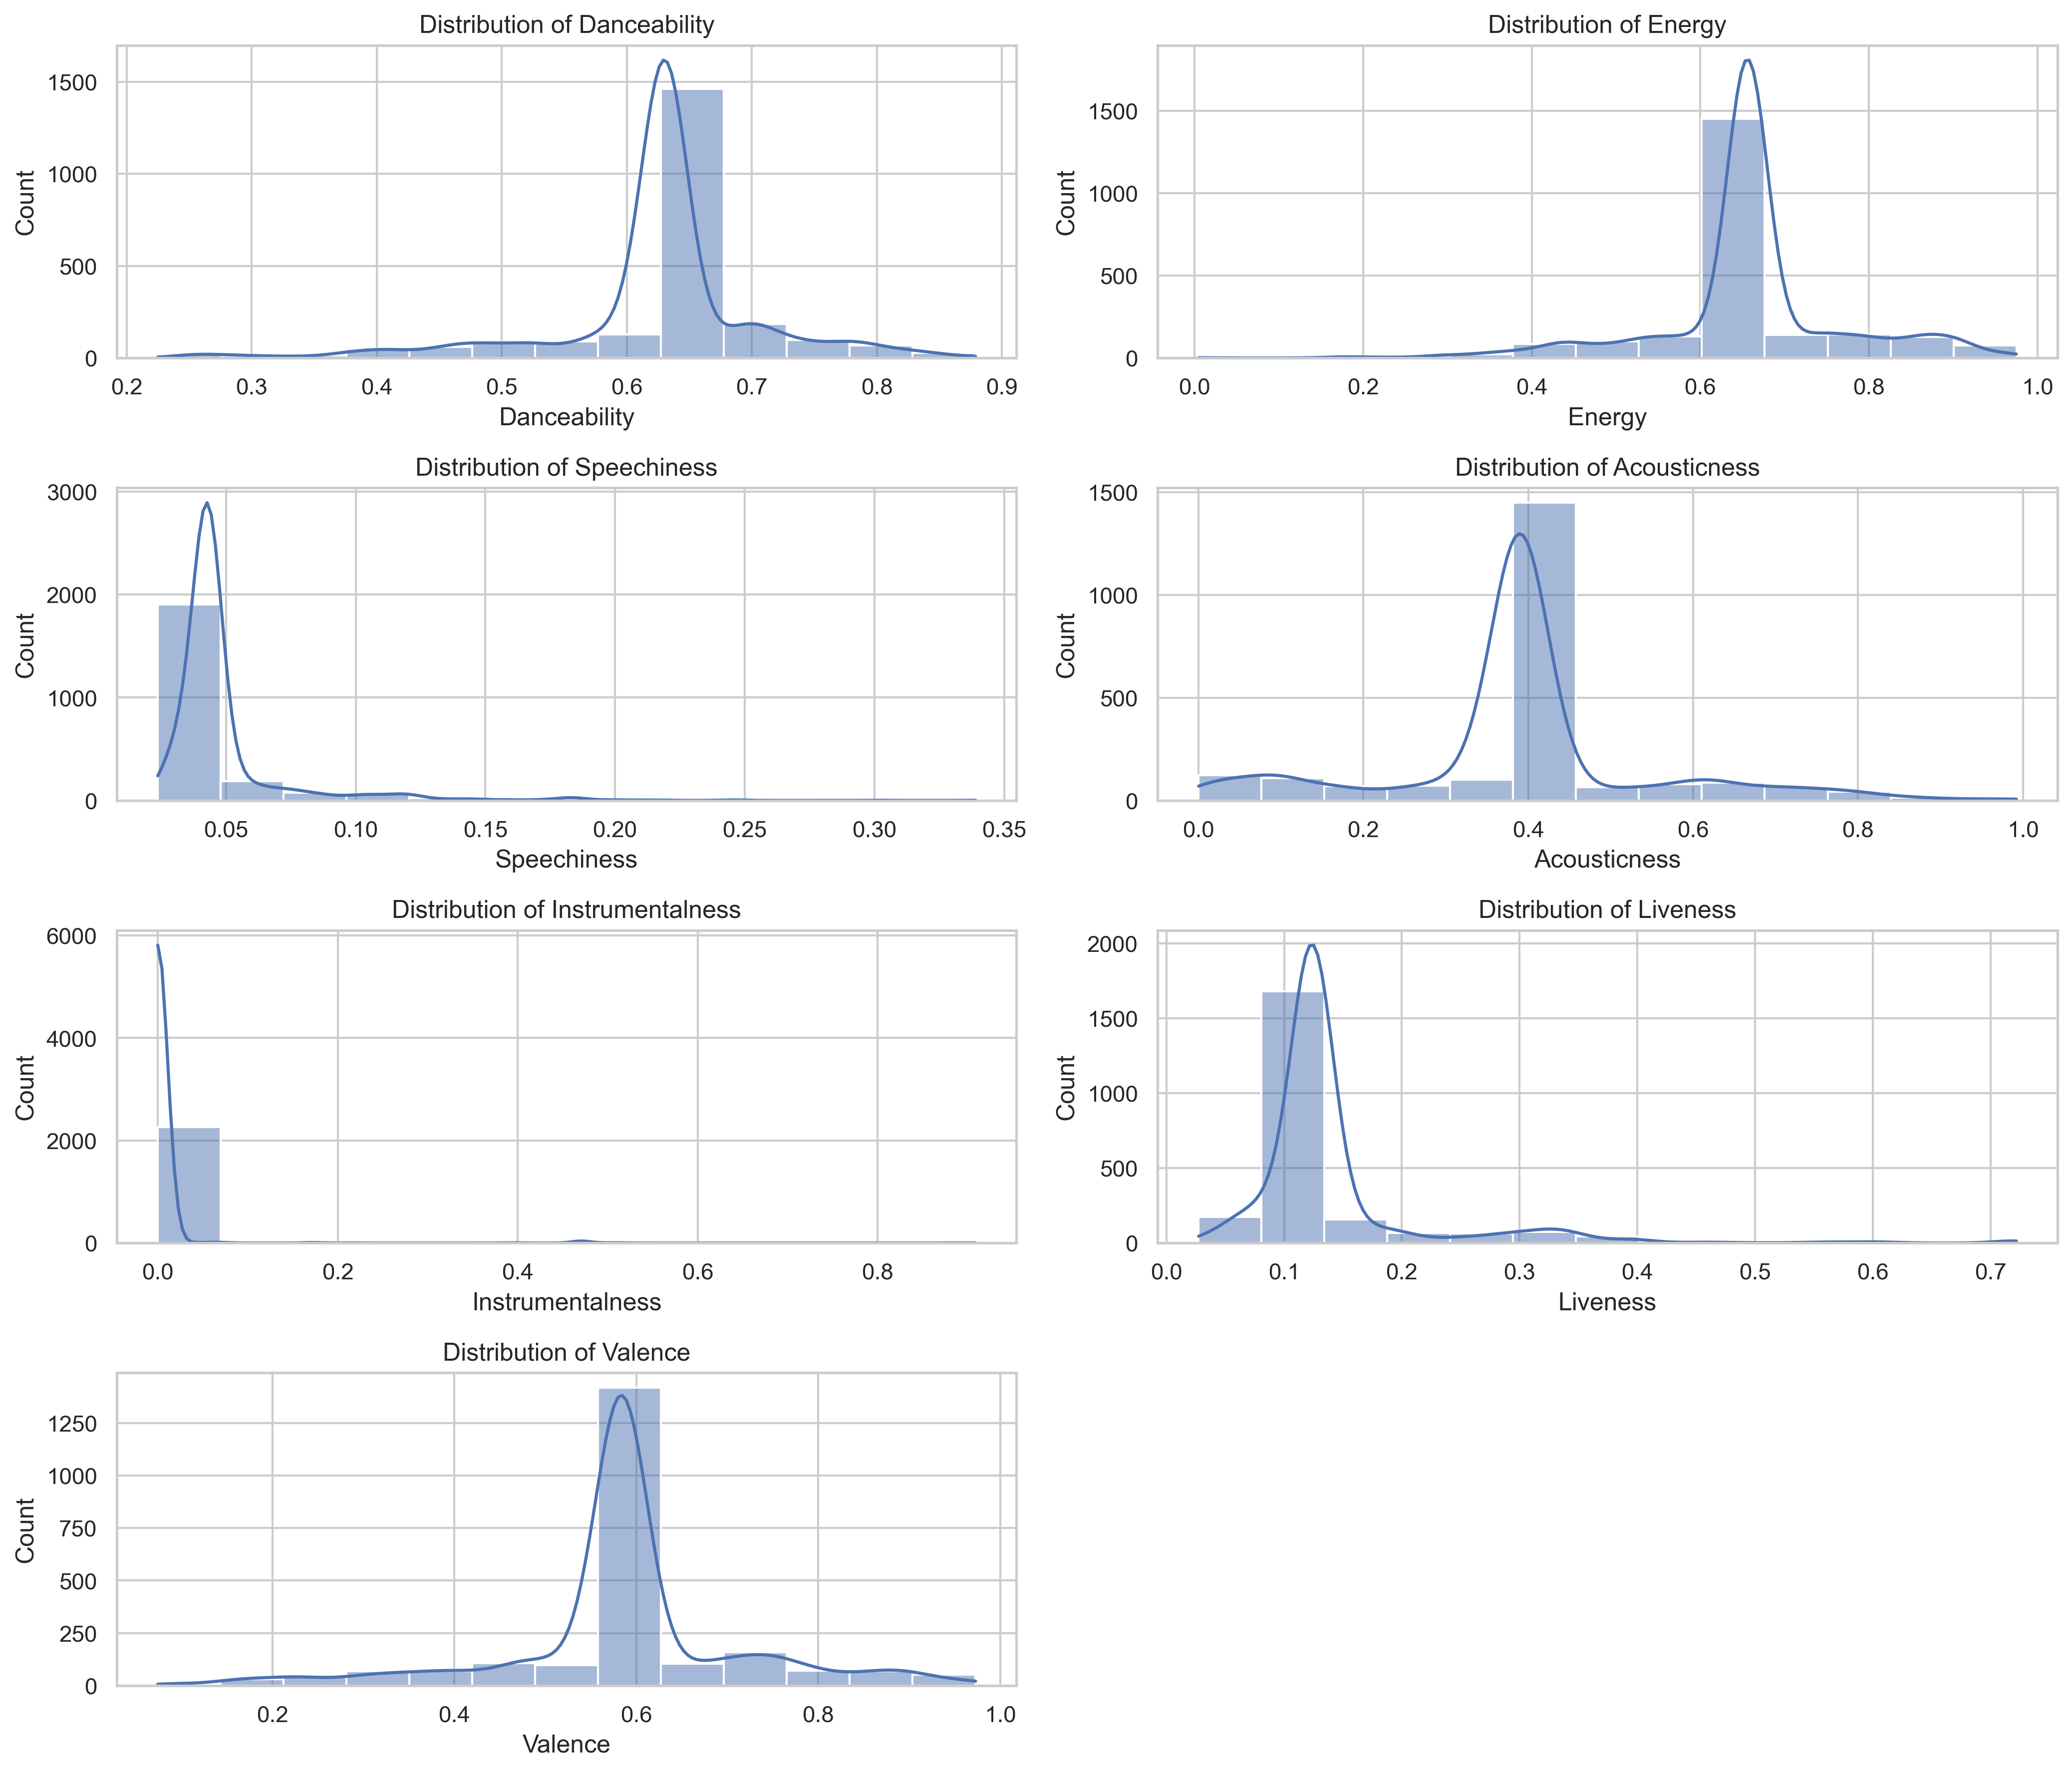 Distribution of Danceability
Count
1500
1000
500
0
0.2 0.3 0.4 0.5 0.6 0.7 0.8 0.9
Danceability
Distribution of Energy
Count
1500
1000
500
0
0.0 0.2 0.4 0.6 0.8 1.0
Energy
Distribution of Speechiness
Count
3000
2000
1000
0
0.05 0.10 0.15 0.20 0.25 0.30 0.35
Speechiness
Distribution of Acousticness
Count
1500
1000
500
0
0.0 0.2 0.4 0.6 0.8 1.0
Acousticness
Distribution of Instrumentalness
Count
6000
4000
2000
0
0.0 0.2 0.4 0.6 0.8
Instrumentalness
Distribution of Liveness
Count
2000
1500
1000
500
0
0.0 0.1 0.2 0.3 0.4 0.5 0.6 0.7
Liveness
Distribution of Valence
Count
1250
1000
750
500
250
0
0.2 0.4 0.6 0.8 1.0
Valence